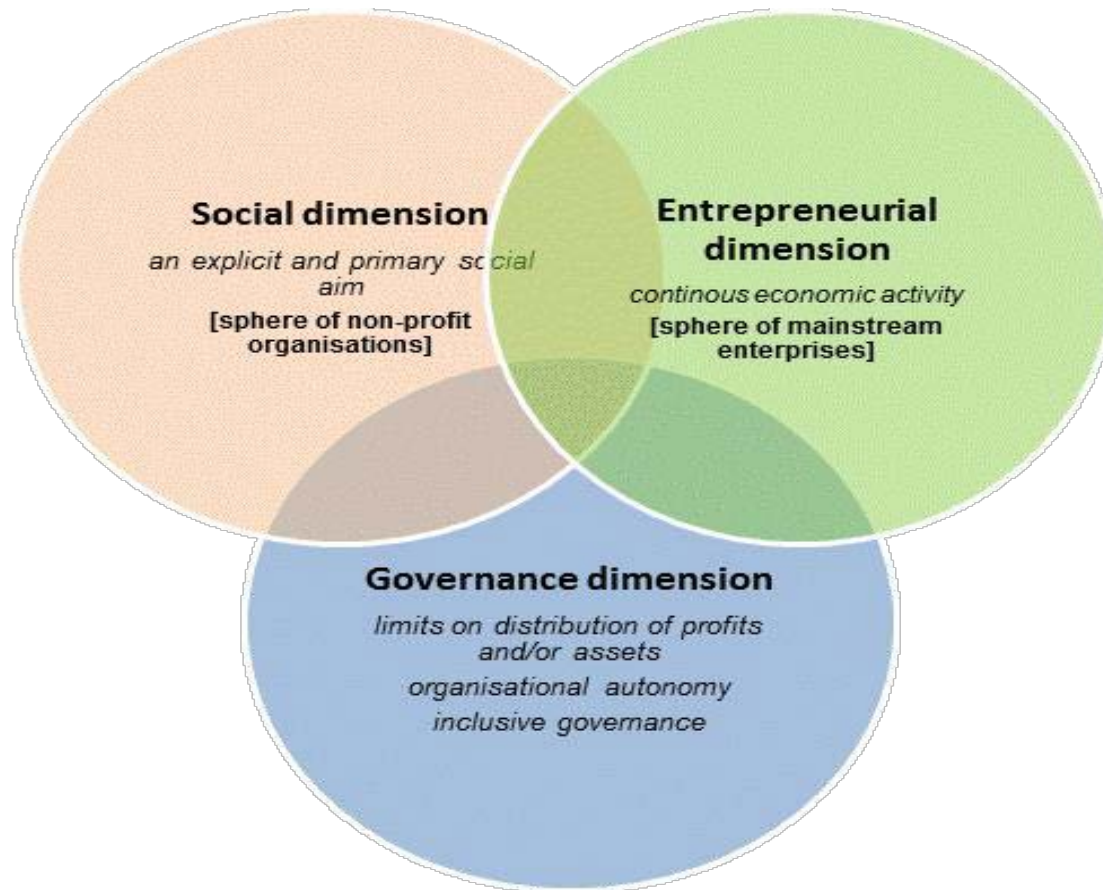 Social dimension
an explicit and primary social
aim
[sphere of non-profit
organisations]
Entrepreneurial
dimension
continous economic activity
[sphere of mainstream
enterprises]
Governance dimension
limits on distribution of profits
and/or assets
organisational autonomy
inclusive governance